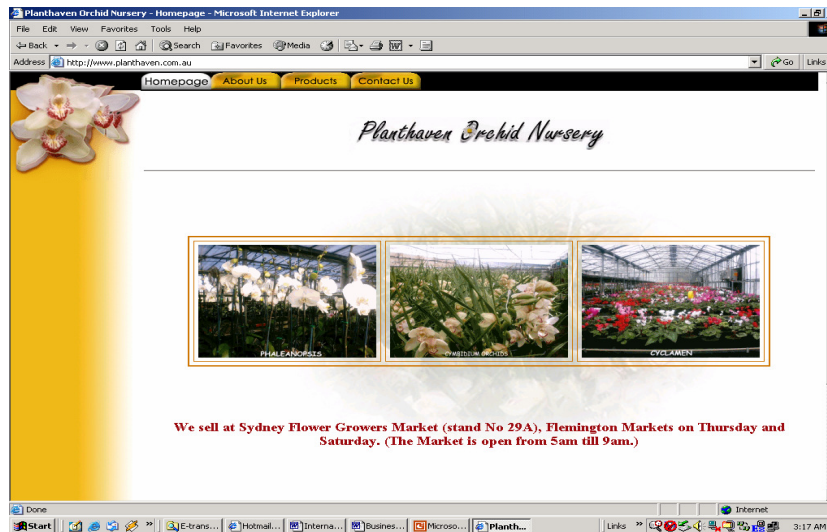 Planthaven Orchid Nursery - Homepage - Microsoft Internet Explorer
File Edit View Favorites Tools Help
Back Search Favorites Media
Address http://www.planthaven.com.au Go Links
Homepage About Us Products Contact Us
Planthaven Orchid Nursery
PHALEANOPSIS CYMBIDIUM ORCHIDS CYCLAMEN
We sell at Sydney Flower Growers Market (stand No 29A), Flemington Markets on Thursday and
Saturday. (The Market is open from 5am till 9am.)
Done Internet
Start E-trans... Hotmail... Interna... Busines... Microso... Planth... Links 3:17 AM